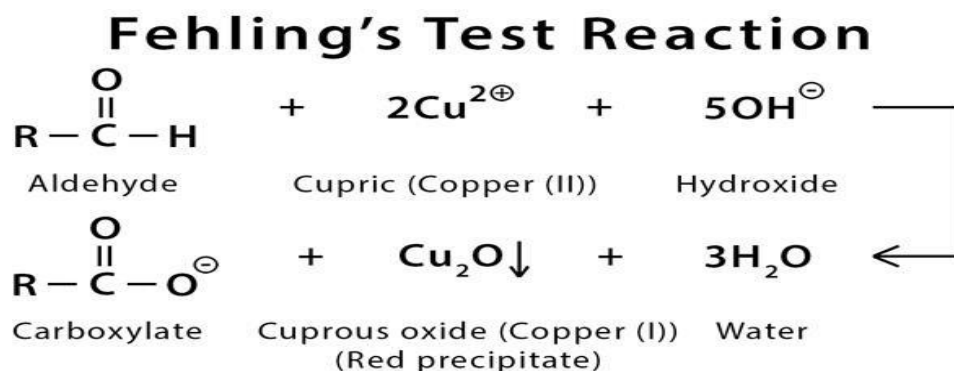 Fehling's Test Reaction
O
R — C — H + 2Cu²⊕ + 5OH⊖
Aldehyde Cupric (Copper (II)) Hydroxide
O
R — C — O⊖ + Cu₂O↓ + 3H₂O
Carboxylate Cuprous oxide (Copper (I)) Water
(Red precipitate)